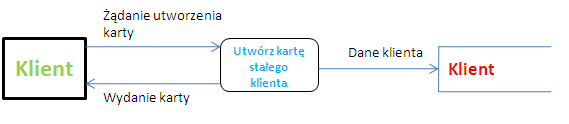 Żądanie utworzenia
karty
Klient
Utwórz kartę
stałego
klienta
Dane klienta
Klient
Wydanie karty